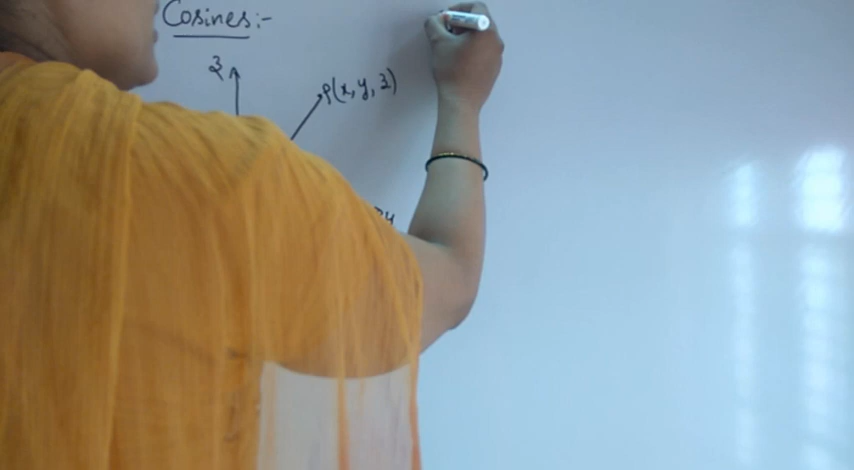 Cosines:-
z
P(x, y, z)
y